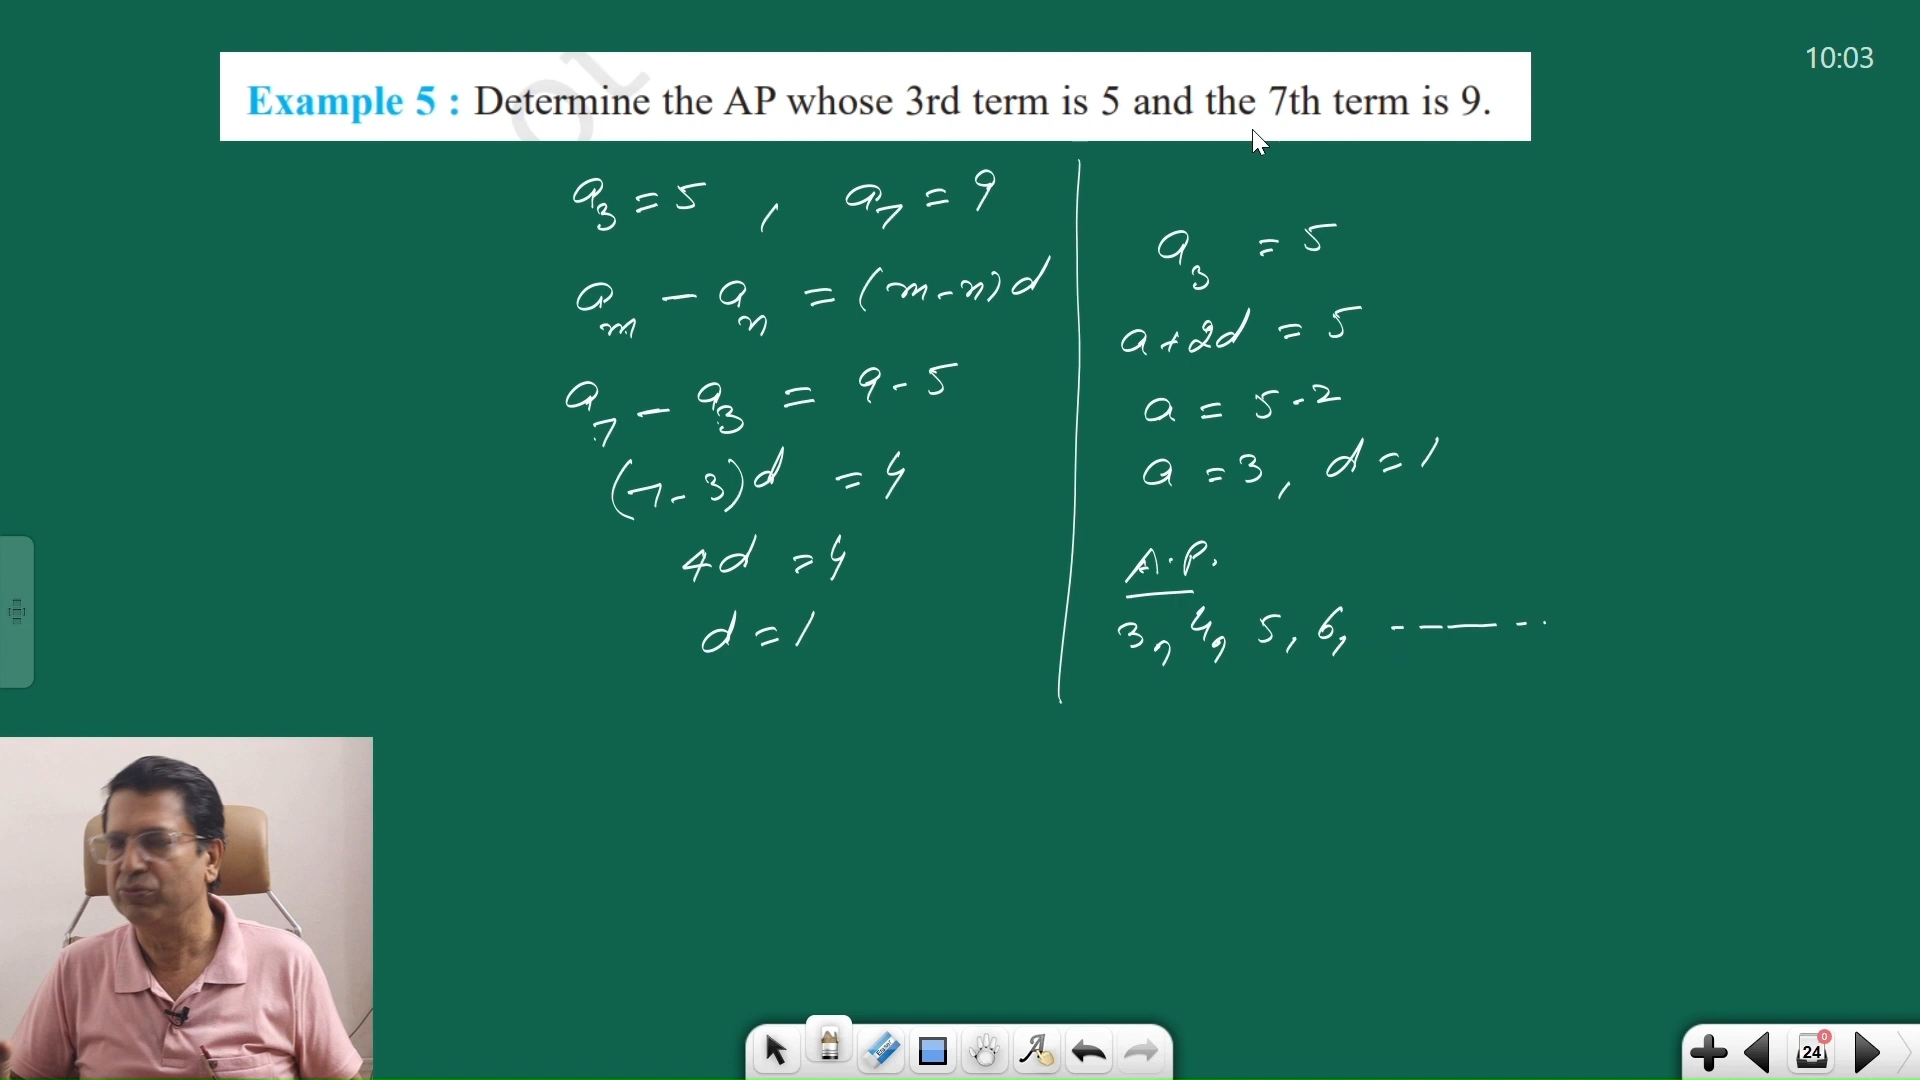 10:03
Example 5 : Determine the AP whose 3rd term is 5 and the 7th term is 9.
a₃ = 5 , a₇ = 9
aₘ − aₙ = (m-n)d
a₇ − a₃ = 9-5
(7-3)d = 4
4d = 4
d = 1
a₃ = 5
a+2d = 5
a = 5-2
a = 3, d = 1
A.P.
3, 4, 5, 6, -------
Eraser
A
24
0